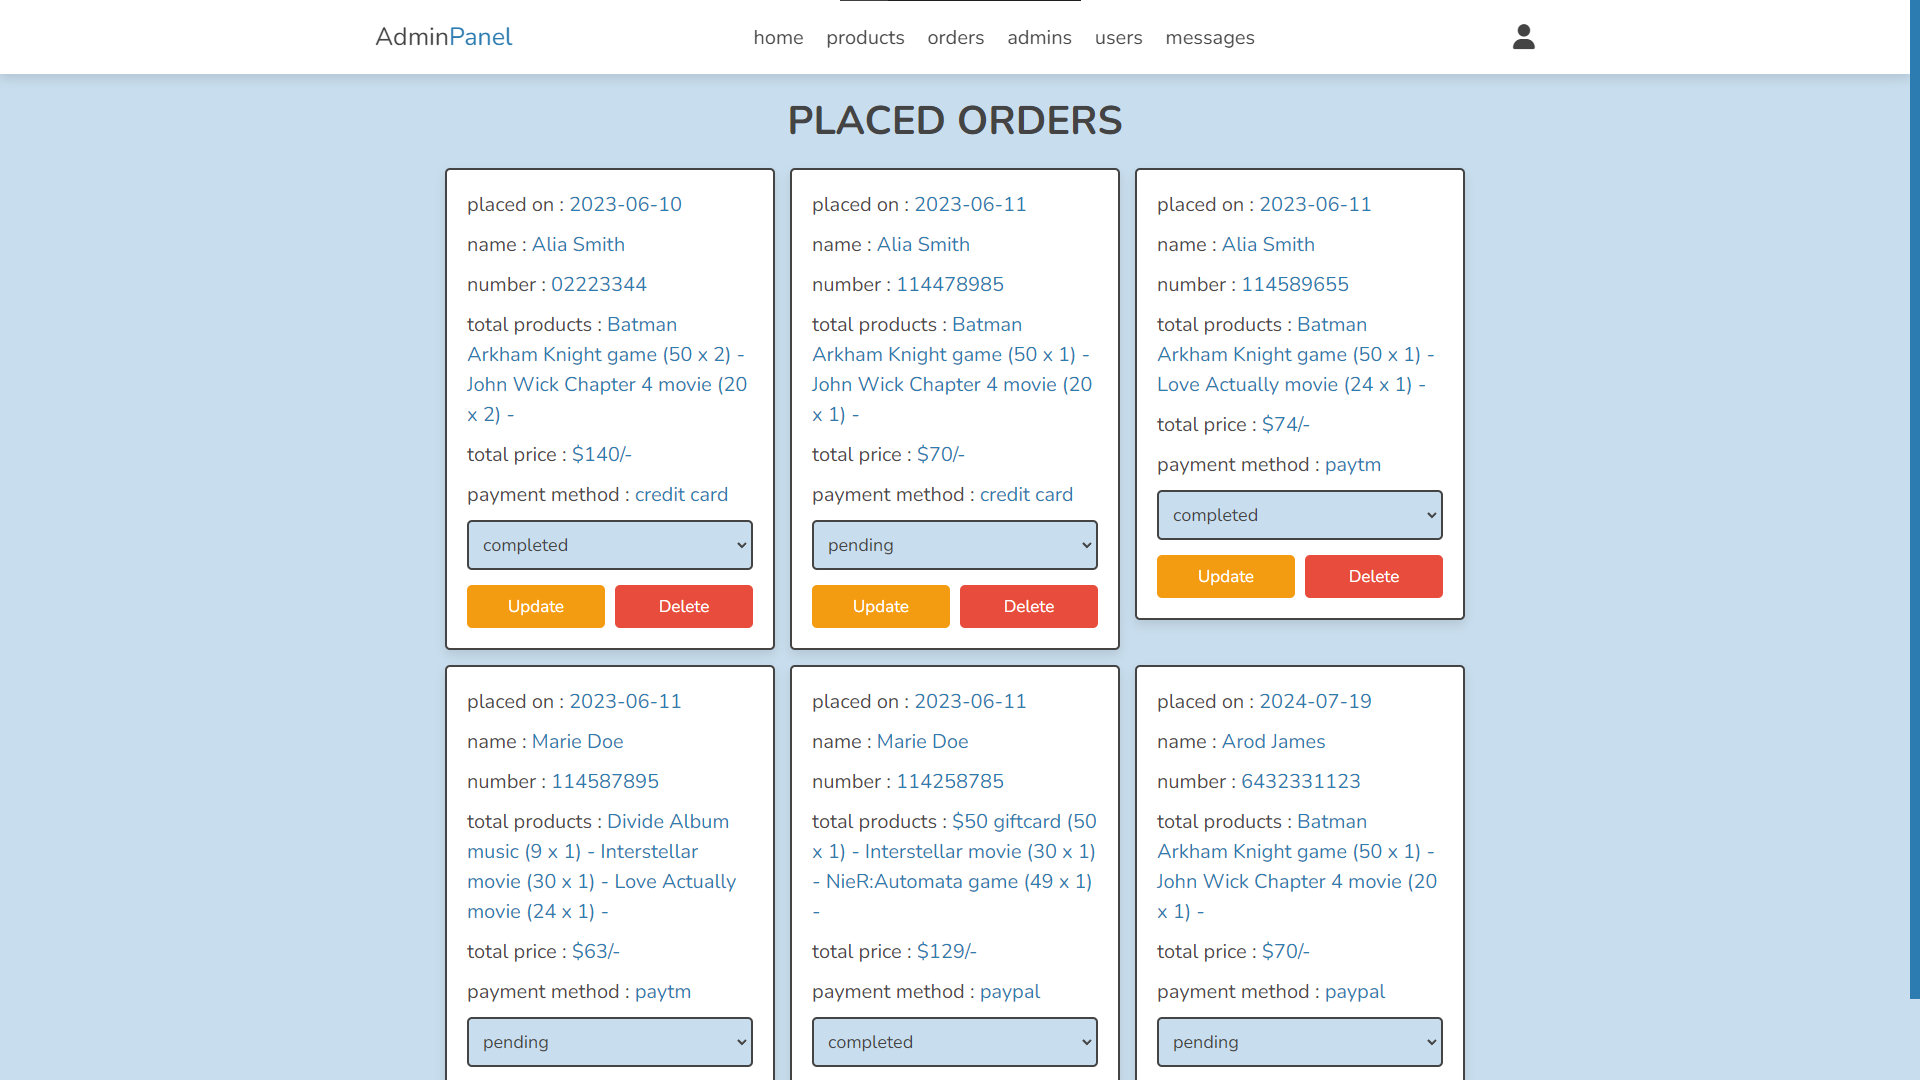 AdminPanel
home products orders admins users messages
PLACED ORDERS
placed on : 2023-06-10
name : Alia Smith
number : 02223344
total products : Batman
Arkham Knight game (50 x 2) -
John Wick Chapter 4 movie (20
x 2) -
total price : $140/-
payment method : credit card
completed
Update Delete
placed on : 2023-06-11
name : Alia Smith
number : 114478985
total products : Batman
Arkham Knight game (50 x 1) -
John Wick Chapter 4 movie (20
x 1) -
total price : $70/-
payment method : credit card
pending
Update Delete
placed on : 2023-06-11
name : Alia Smith
number : 114589655
total products : Batman
Arkham Knight game (50 x 1) -
Love Actually movie (24 x 1) -
total price : $74/-
payment method : paytm
completed
Update Delete
placed on : 2023-06-11
name : Marie Doe
number : 114587895
total products : Divide Album
music (9 x 1) - Interstellar
movie (30 x 1) - Love Actually
movie (24 x 1) -
total price : $63/-
payment method : paytm
pending
placed on : 2023-06-11
name : Marie Doe
number : 114258785
total products : $50 giftcard (50
x 1) - Interstellar movie (30 x 1)
- NieR:Automata game (49 x 1)
-
total price : $129/-
payment method : paypal
completed
placed on : 2024-07-19
name : Arod James
number : 6432331123
total products : Batman
Arkham Knight game (50 x 1) -
John Wick Chapter 4 movie (20
x 1) -
total price : $70/-
payment method : paypal
pending